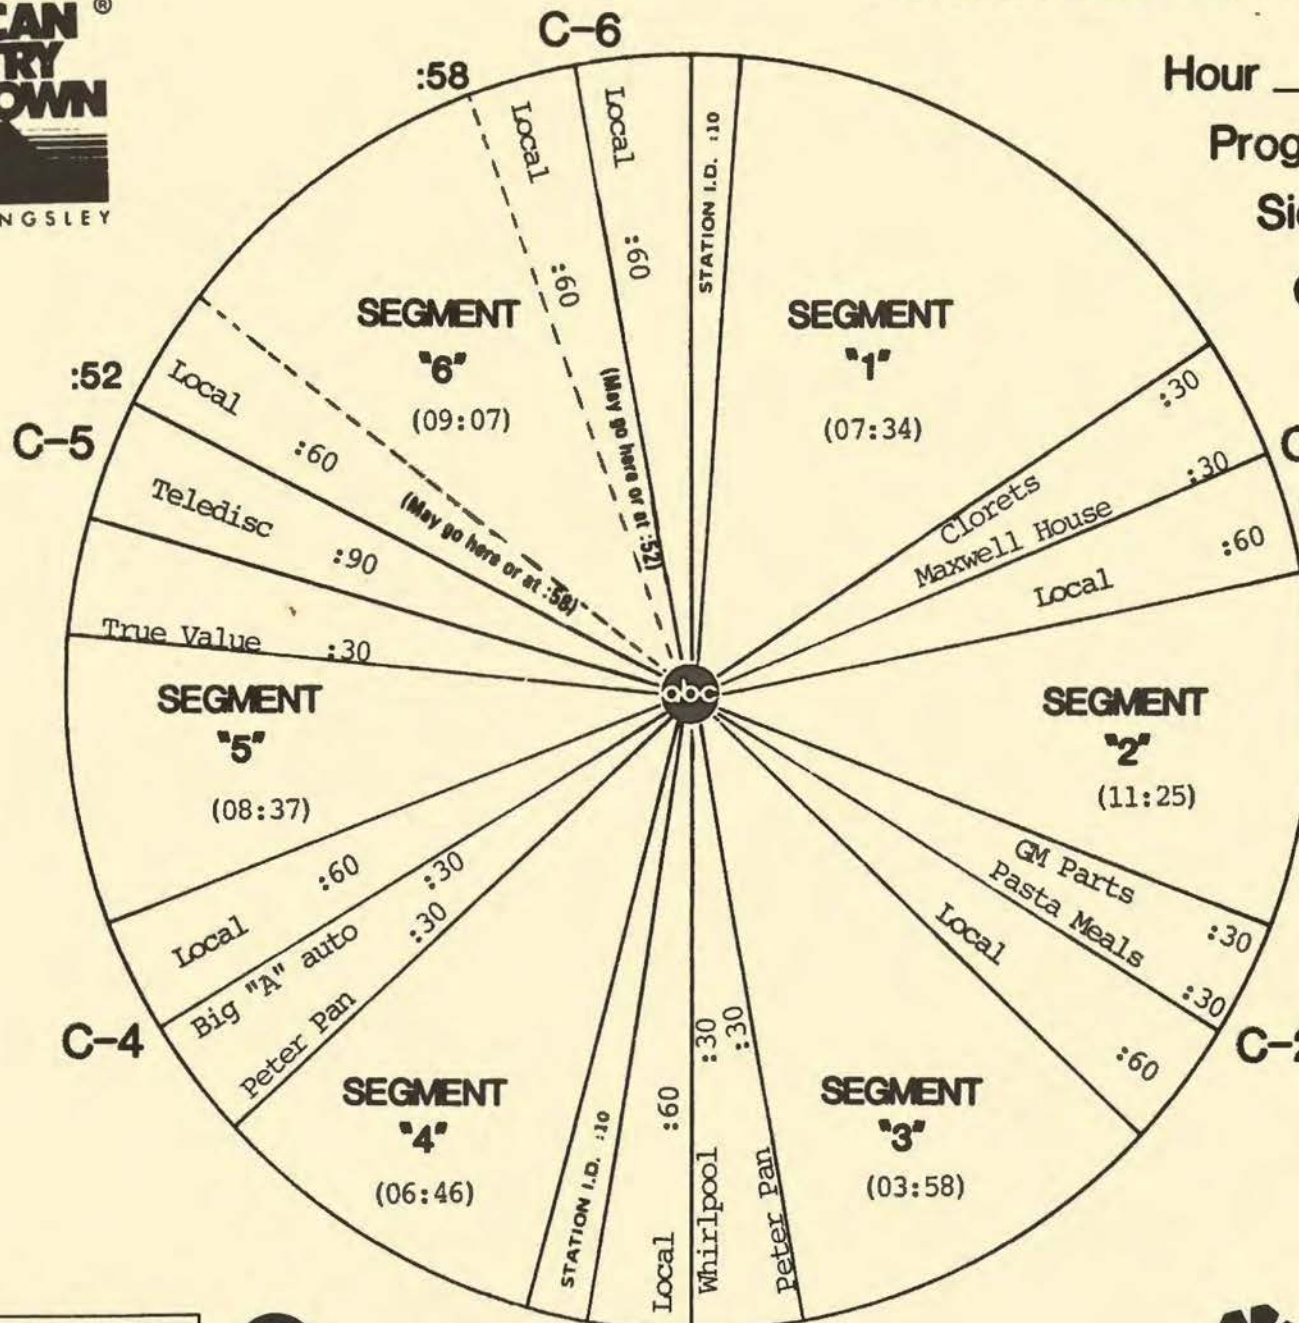 ®
NGSLEY
C-6
:58
Hour
Local
:60
Local
:60
(May go here or at :52)
STATION I.D. :10
SEGMENT
"1"
(07:34)
Clorets :30
Maxwell House :30
Local :60
SEGMENT
"2"
(11:25)
GM Parts :30
Pasta Meals :30
Local :60
SEGMENT
"3"
(03:58)
Peter Pan :30
Whirlpool :30
Local :60
STATION I.D. :10
SEGMENT
"4"
(06:46)
C-4
Peter Pan :30
Big "A" auto :30
Local :60
SEGMENT
"5"
(08:37)
True Value :30
Teledisc :90
C-5
:52
Local :60
(May go here or at :58)
SEGMENT
"6"
(09:07)
abc